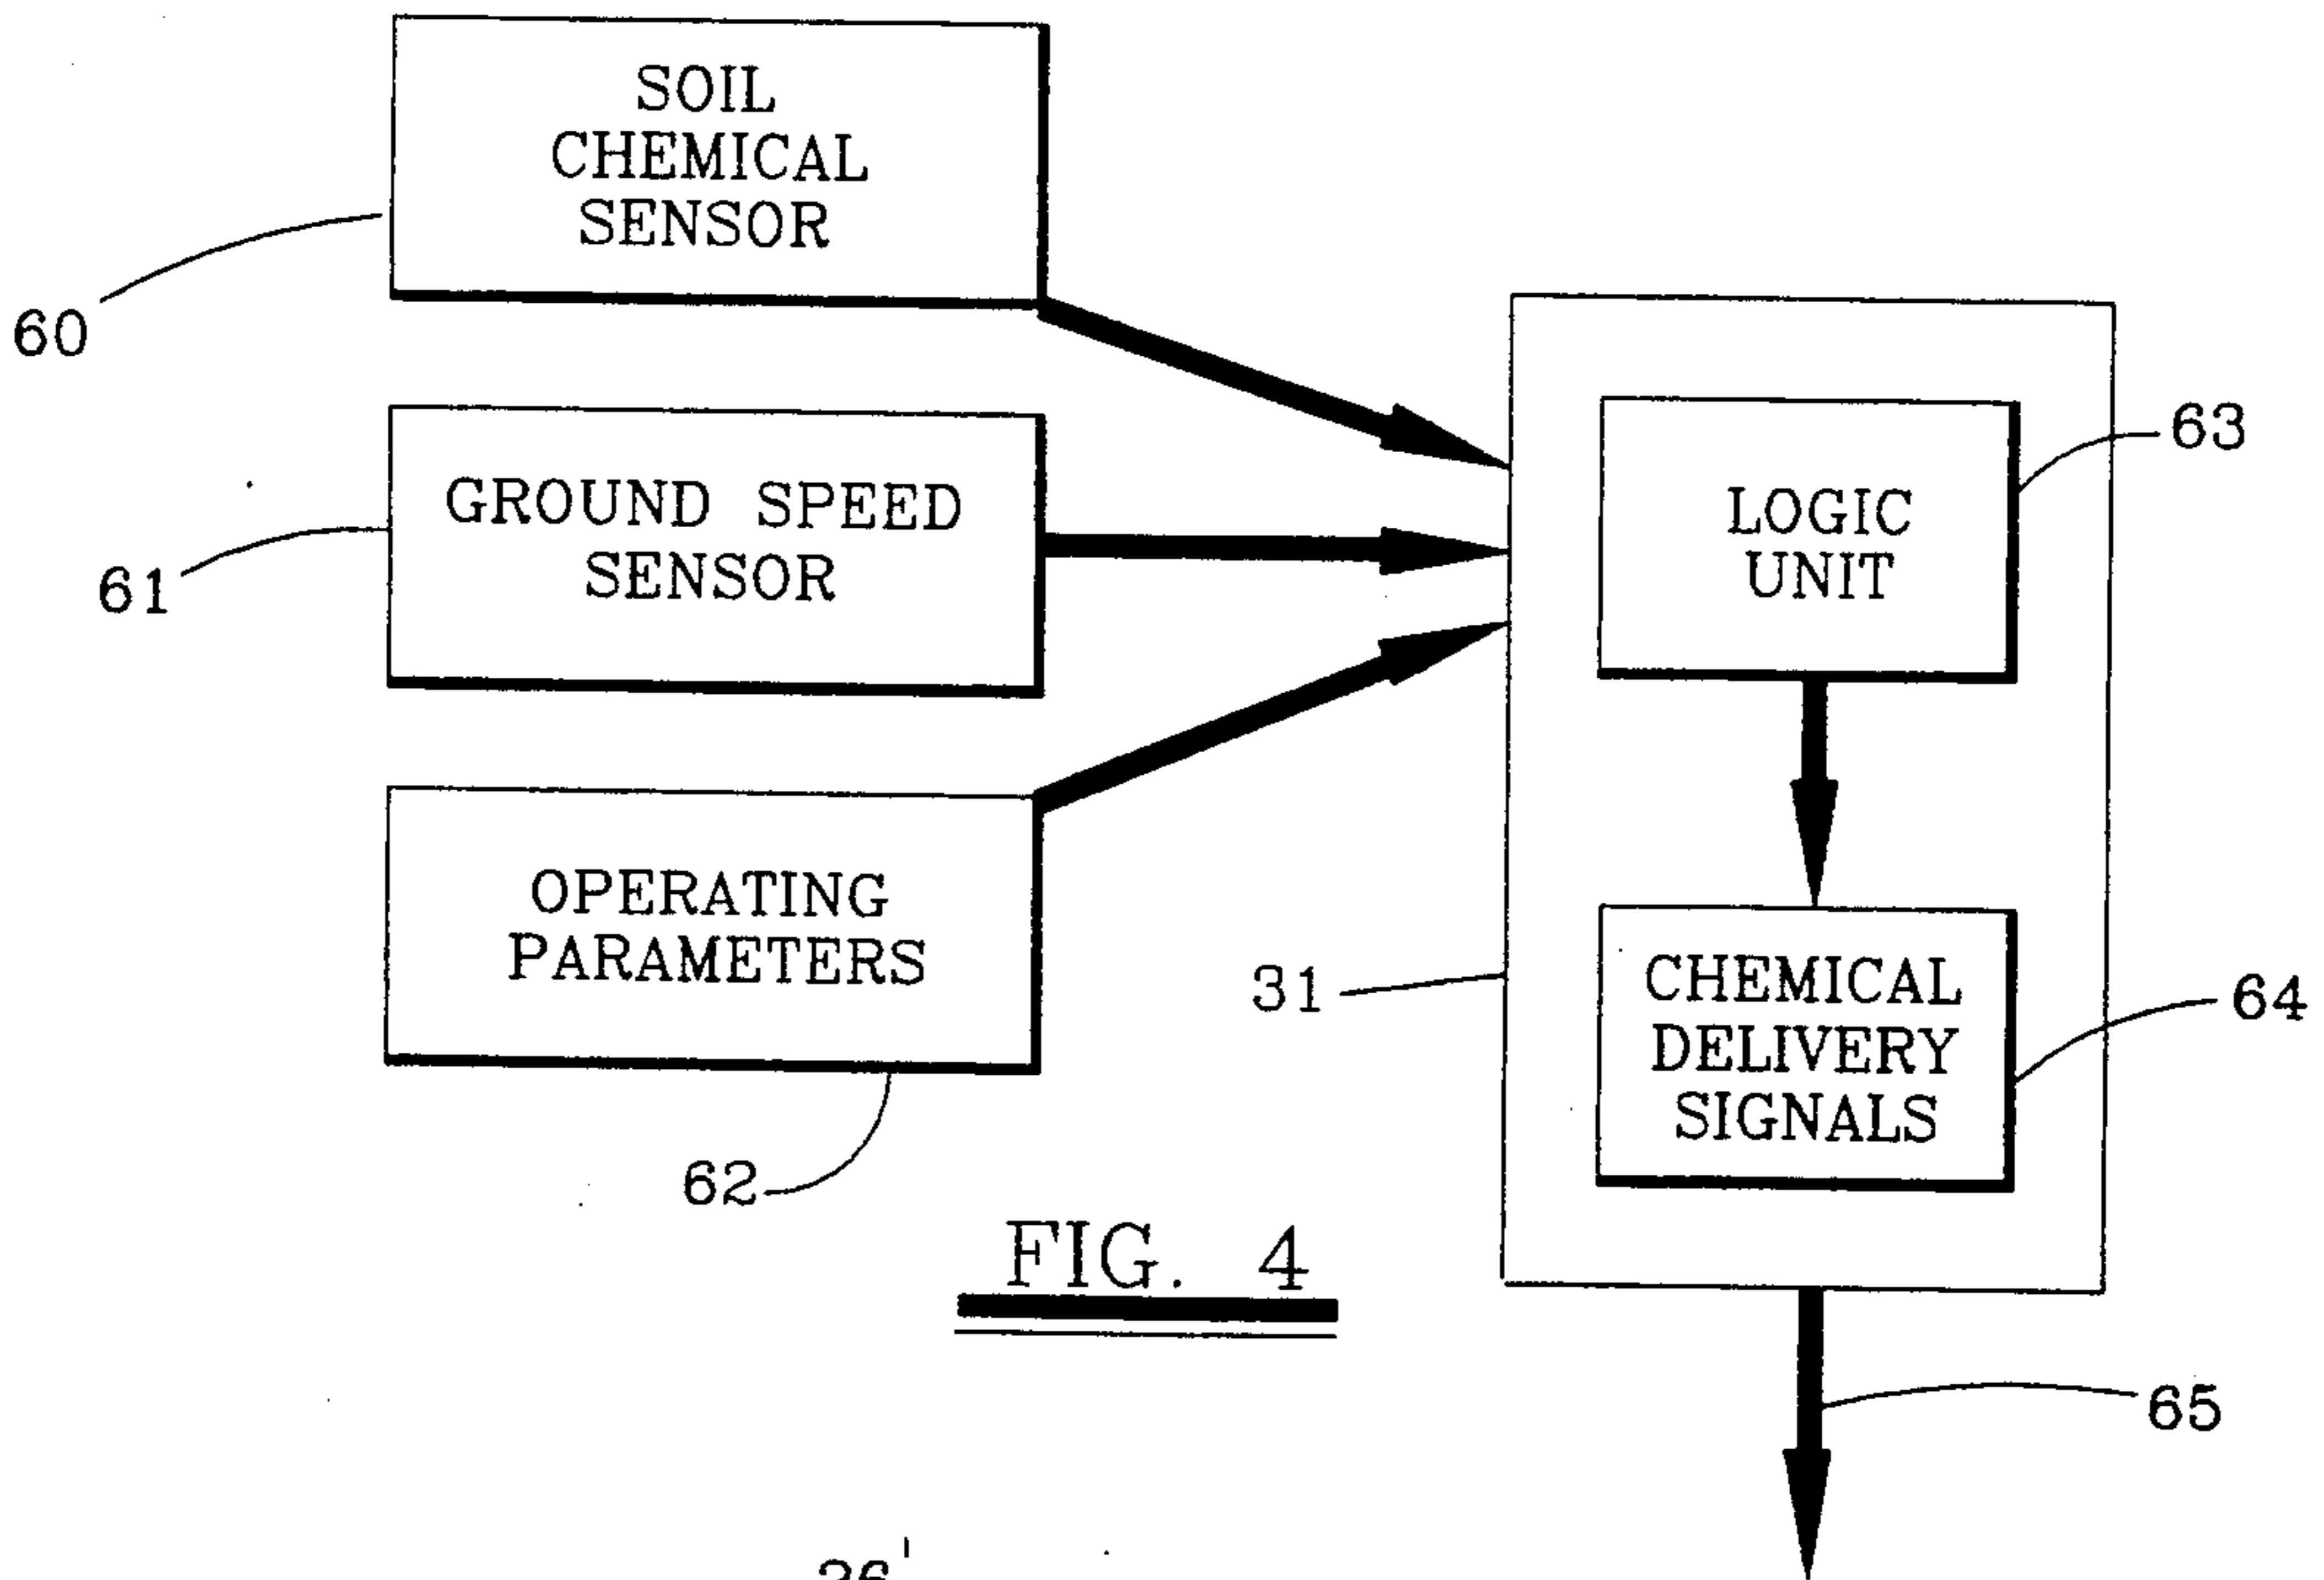 SOIL
CHEMICAL
SENSOR
60
GROUND SPEED
SENSOR
61
OPERATING
PARAMETERS
62
LOGIC
UNIT
63
CHEMICAL
DELIVERY
SIGNALS
64
31
65
FIG. 4